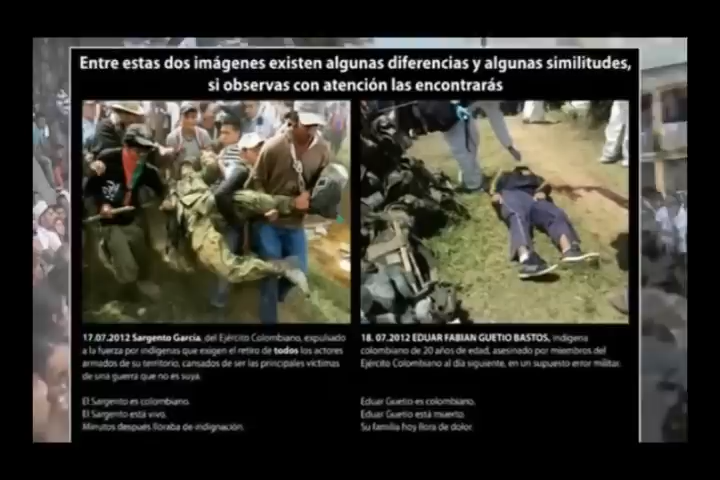 Entre estas dos imágenes existen algunas diferencias y algunas similitudes,
si observas con atención las encontrarás
17.07.2012 Sargento García, del Ejército Colombiano, expulsado
a la fuerza por indígenas que exigen el retiro de todos los actores
armados de su territorio, cansados de ser las principales víctimas
de una guerra que no es suya.
El Sargento es colombiano.
El Sargento está vivo.
Minutos después lloraba de indignación.
18. 07.2012 EDUAR FABIAN GUETIO BASTOS, indígena
colombiano de 20 años de edad, asesinado por miembros del
Ejército Colombiano al día siguiente, en un supuesto error militar.
Eduar Guetio es colombiano.
Eduar Guetio está muerto.
Su familia hoy llora de dolor.